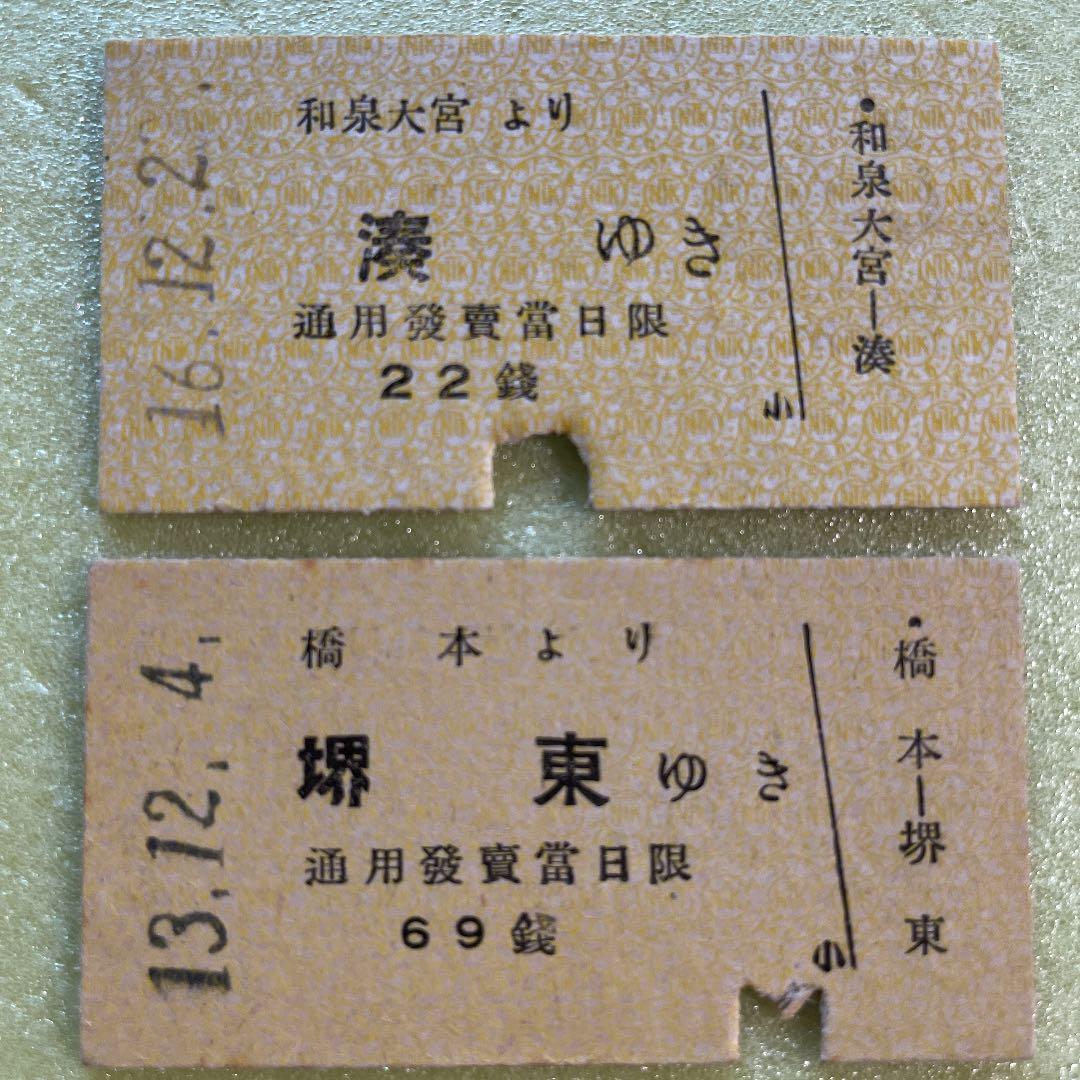 和泉大宮より
湊ゆき
通用發賣當日限
22錢
小
和泉大宮―湊
16.12.2
橋本より
堺東ゆき
通用發賣當日限
69錢
小
橋本―堺東
13.12.4.